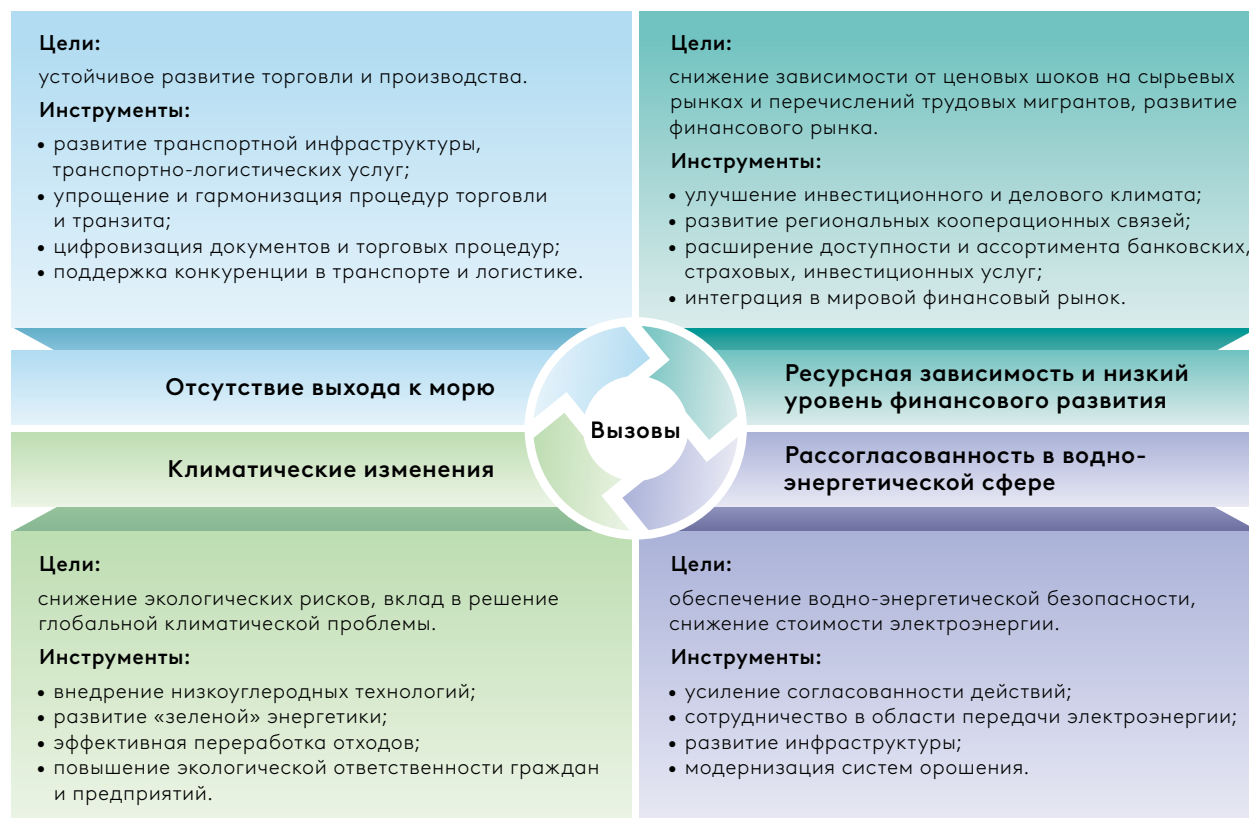 Цели:
устойчивое развитие торговли и производства.
Инструменты:
• развитие транспортной инфраструктуры,
транспортно-логистических услуг;
• упрощение и гармонизация процедур торговли
и транзита;
• цифровизация документов и торговых процедур;
• поддержка конкуренции в транспорте и логистике.
Отсутствие выхода к морю
Цели:
снижение зависимости от ценовых шоков на сырьевых
рынках и перечислений трудовых мигрантов, развитие
финансового рынка.
Инструменты:
• улучшение инвестиционного и делового климата;
• развитие региональных кооперационных связей;
• расширение доступности и ассортимента банковских,
страховых, инвестиционных услуг;
• интеграция в мировой финансовый рынок.
Ресурсная зависимость и низкий
уровень финансового развития
Вызовы
Климатические изменения
Цели:
снижение экологических рисков, вклад в решение
глобальной климатической проблемы.
Инструменты:
• внедрение низкоуглеродных технологий;
• развитие «зеленой» энергетики;
• эффективная переработка отходов;
• повышение экологической ответственности граждан
и предприятий.
Рассогласованность в водно-
энергетической сфере
Цели:
обеспечение водно-энергетической безопасности,
снижение стоимости электроэнергии.
Инструменты:
• усиление согласованности действий;
• сотрудничество в области передачи электроэнергии;
• развитие инфраструктуры;
• модернизация систем орошения.